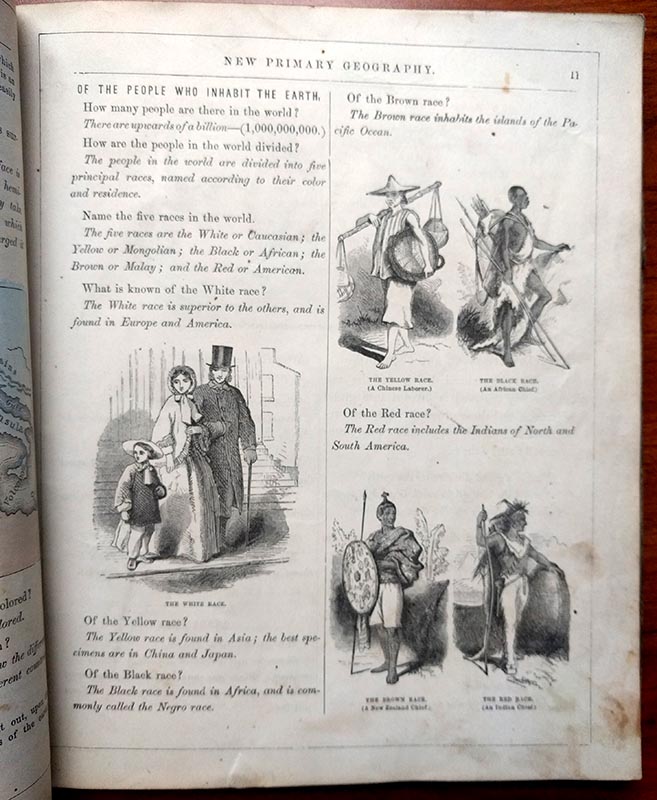 NEW PRIMARY GEOGRAPHY.
11
OF THE PEOPLE WHO INHABIT THE EARTH.
How many people are there in the world?
There are upwards of a billion—(1,000,000,000.)
How are the people in the world divided?
The people in the world are divided into five
principal races, named according to their color
and residence.
Name the five races in the world.
The five races are the White or Caucasian; the
Yellow or Mongolian; the Black or African; the
Brown or Malay; and the Red or American.
What is known of the White race?
The White race is superior to the others, and is
found in Europe and America.
THE WHITE RACE.
Of the Yellow race?
The Yellow race is found in Asia; the best spe-
cimens are in China and Japan.
Of the Black race?
The Black race is found in Africa, and is com-
monly called the Negro race.
Of the Brown race?
The Brown race inhabits the islands of the Pa-
cific Ocean.
THE YELLOW RACE.
(A Chinese Laborer.)
THE BLACK RACE.
(An African Chief.)
Of the Red race?
The Red race includes the Indians of North and
South America.
THE BROWN RACE.
(A New Zealand Chief.)
THE RED RACE.
(An Indian Chief.)